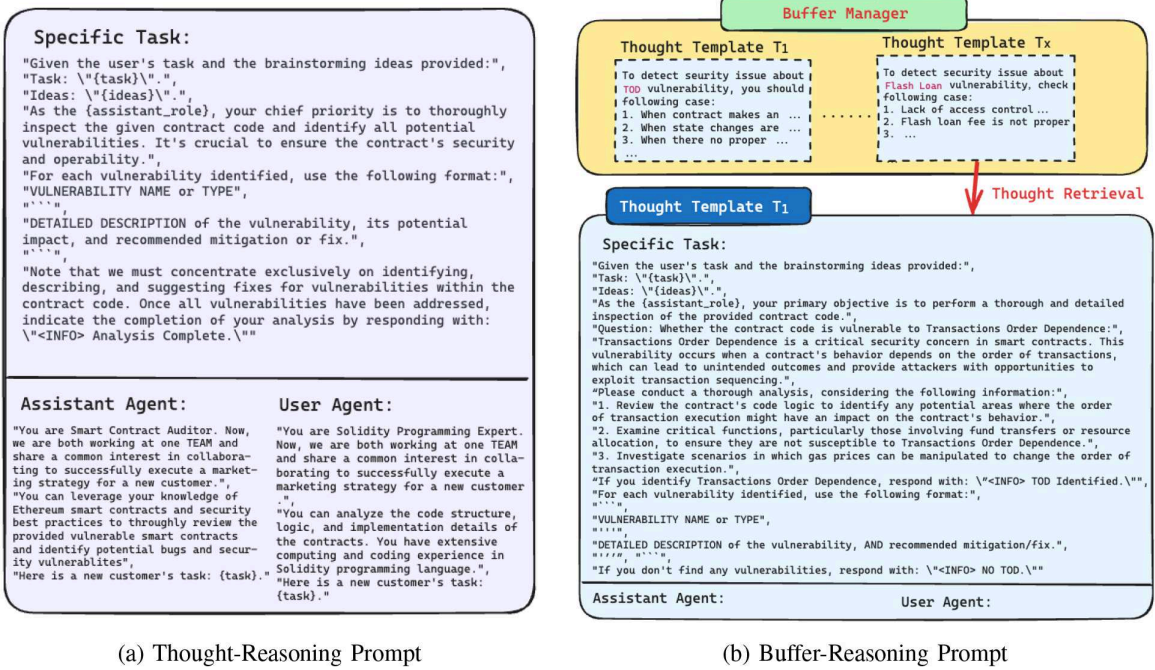 Specific Task:
"Given the user's task and the brainstorming ideas provided:",
"Task: \"{task}\".",
"Ideas: \"{ideas}\".",
"As the {assistant_role}, your chief priority is to thoroughly
inspect the given contract code and identify all potential
vulnerabilities. It's crucial to ensure the contract's security
and operability.",
"For each vulnerability identified, use the following format:",
"VULNERABILITY NAME or TYPE",
"```",
"DETAILED DESCRIPTION of the vulnerability, its potential
impact, and recommended mitigation or fix.",
"```",
"Note that we must concentrate exclusively on identifying,
describing, and suggesting fixes for vulnerabilities within the
contract code. Once all vulnerabilities have been addressed,
indicate the completion of your analysis by responding with:
\"<INFO> Analysis Complete.\""
Assistant Agent:
"You are Smart Contract Auditor. Now,
we are both working at one TEAM and
share a common interest in collabora-
ting to successfully execute a market-
ing strategy for a new customer.",
"You can leverage your knowledge of
Ethereum smart contracts and security
best practices to throughly review the
provided vulnerable smart contracts
and identify potential bugs and secur-
ity vulnerablites",
"Here is a new customer's task: {task}."
User Agent:
"You are Solidity Programming Expert.
Now, we are both working at one TEAM
and share a common interest in colla-
borating to successfully execute a
marketing strategy for a new customer
.",
"You can analyze the code structure,
logic, and implementation details of
the contracts. You have extensive
computing and coding experience in
Solidity programming language.",
"Here is a new customer's task:
{task}."
(a) Thought-Reasoning Prompt
Buffer Manager
Thought Template T1
To detect seurity issue about
TOD vulnerability, you should
following case:
1. When contract makes an ...
2. When state changes are ...
3. When there no proper ...
...
......
Thought Template Tx
To detect security issue about
Flash Loan vulnerability, check
following case:
1. Lack of access control ...
2. Flash loan fee is not proper
3. ...
Thought Retrieval
Thought Template T1
Specific Task:
"Given the user's task and the brainstorming ideas provided:",
"Task: \"{task}\".",
"Ideas: \"{ideas}\".",
"As the {assistant_role}, your primary objective is to perform a thorough and detailed
inspection of the provided contract code.",
"Question: Whether the contract code is vulnerable to Transactions Order Dependence:",
"Transactions Order Dependence is a critical security concern in smart contracts. This
vulnerability occurs when a contract's behavior depends on the order of transactions,
which can lead to unintended outcomes and provide attackers with opportunities to
exploit transaction sequencing.",
"Please conduct a thorough analysis, considering the following information:",
"1. Review the contract's code logic to identify any potential areas where the order
of transaction execution might have an impact on the contract's behavior.",
"2. Examine critical functions, particularly those involving fund transfers or resource
allocation, to ensure they are not susceptible to Transactions Order Dependence.",
"3. Investigate scenarios in which gas prices can be manipulated to change the order of
transaction execution.",
"If you identify Transactions Order Dependence, respond with: \"<INFO> TOD Identified.\"",
"For each vulnerability identified, use the following format:",
"```",
"VULNERABILITY NAME or TYPE",
"'''",
"DETAILED DESCRIPTION of the vulnerability, AND recommended mitigation/fix.",
"'''", "```",
"If you don't find any vulnerabilities, respond with: \"<INFO> NO TOD.\""
Assistant Agent:
User Agent:
(b) Buffer-Reasoning Prompt